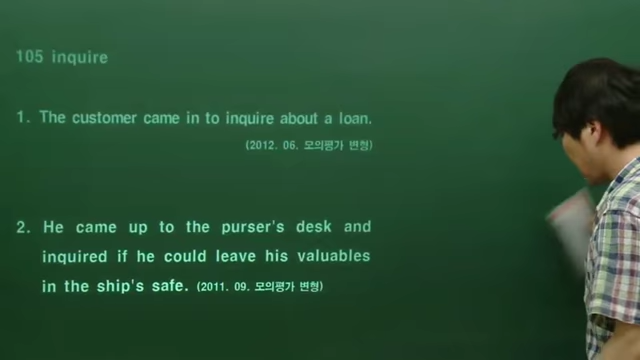 105 inquire
1. The customer came in to inquire about a loan.
(2012. 06. 모의평가 변형)
2. He came up to the purser's desk and
inquired if he could leave his valuables
in the ship's safe. (2011. 09. 모의평가 변형)